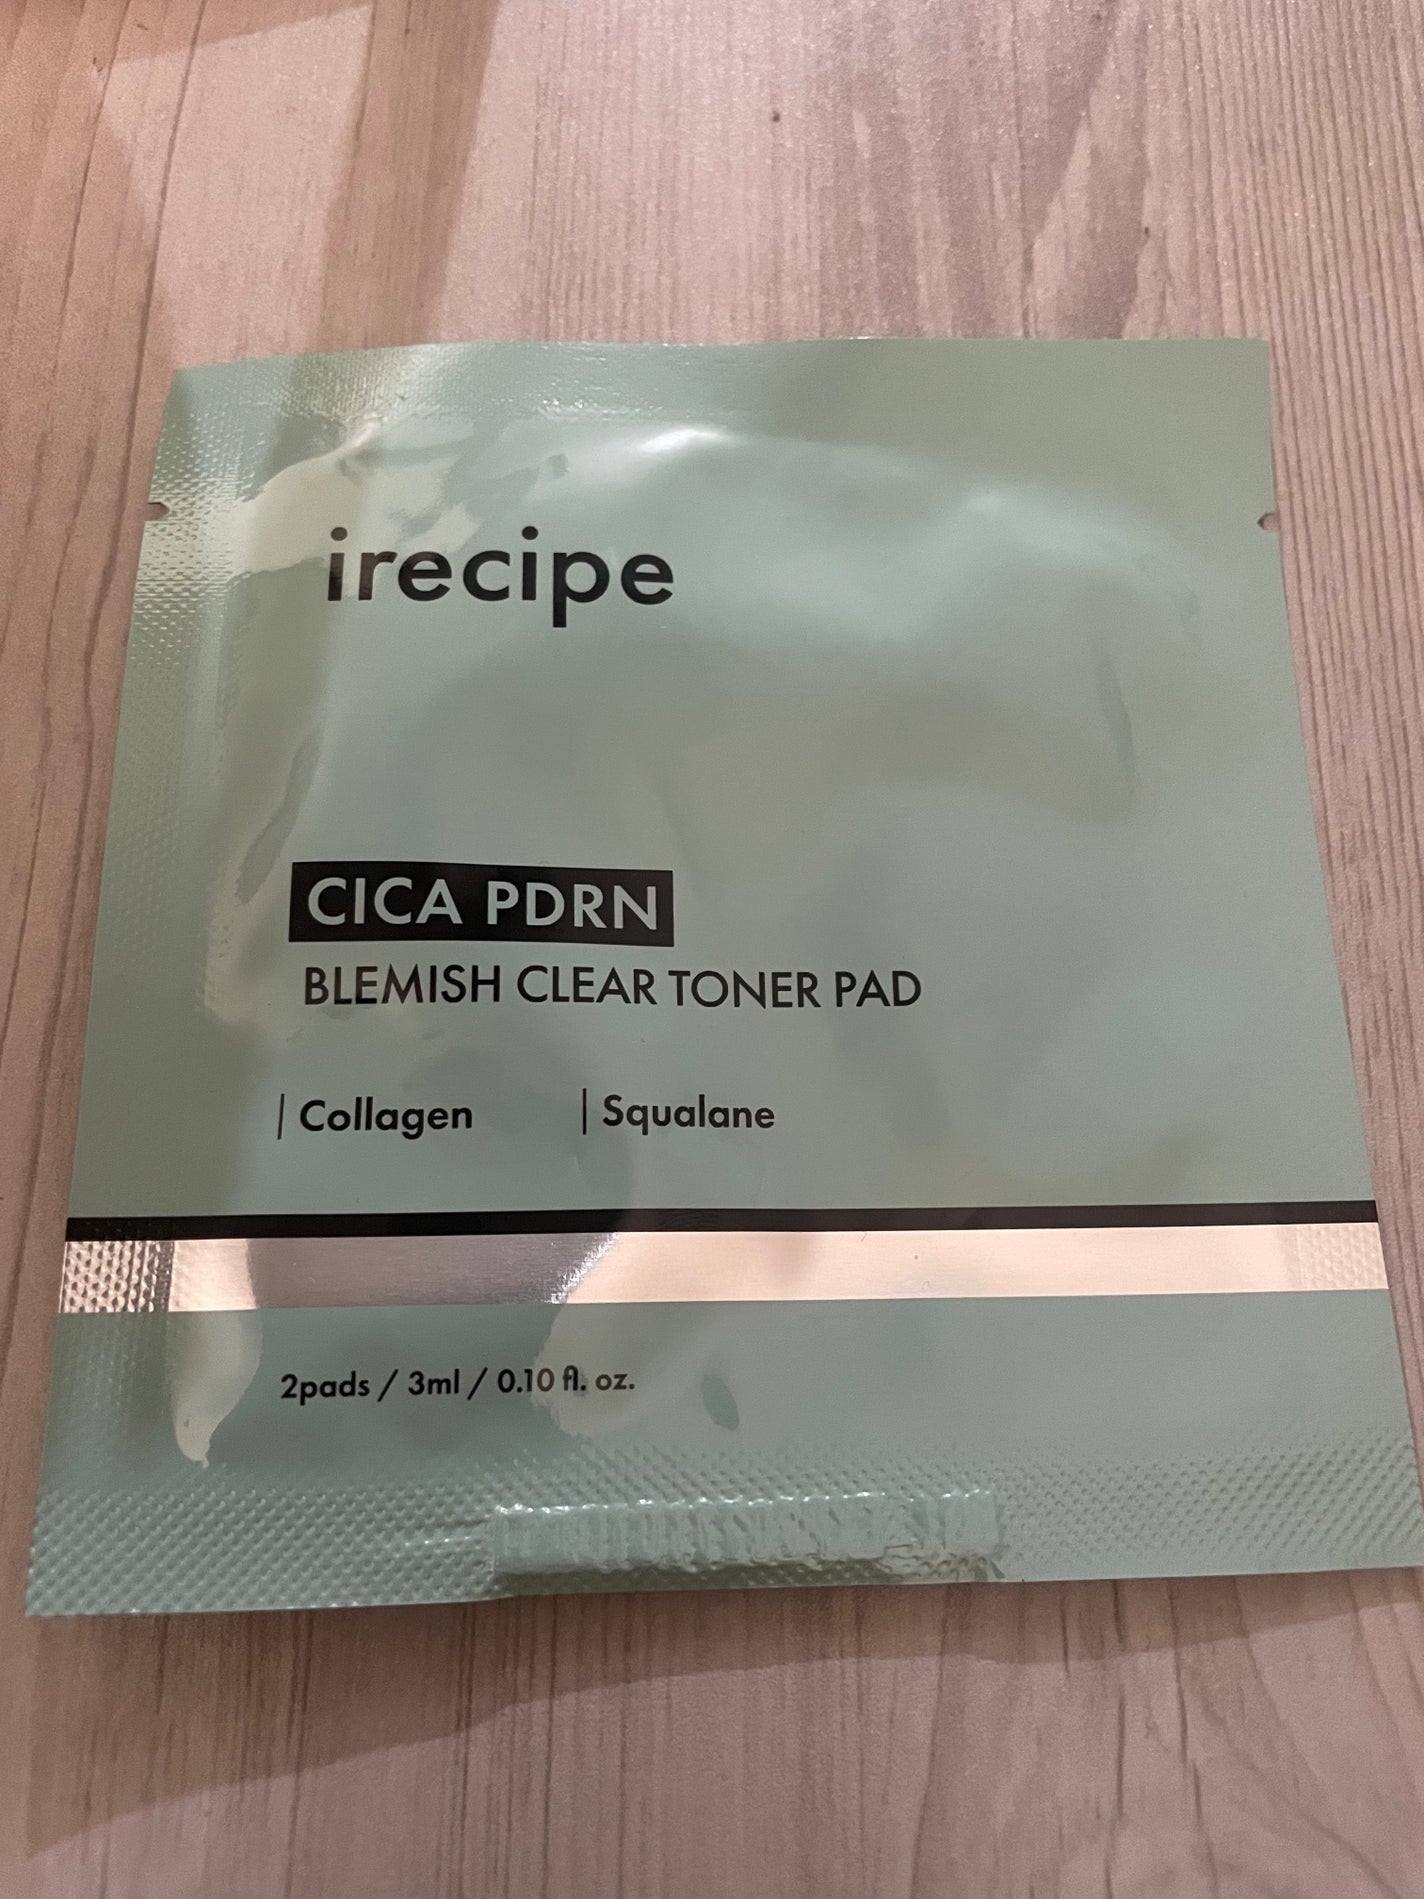 irecipe
CICA PDRN
BLEMISH CLEAR TONER PAD
| Collagen | Squalane
2pads / 3ml / 0.10 fl. oz.